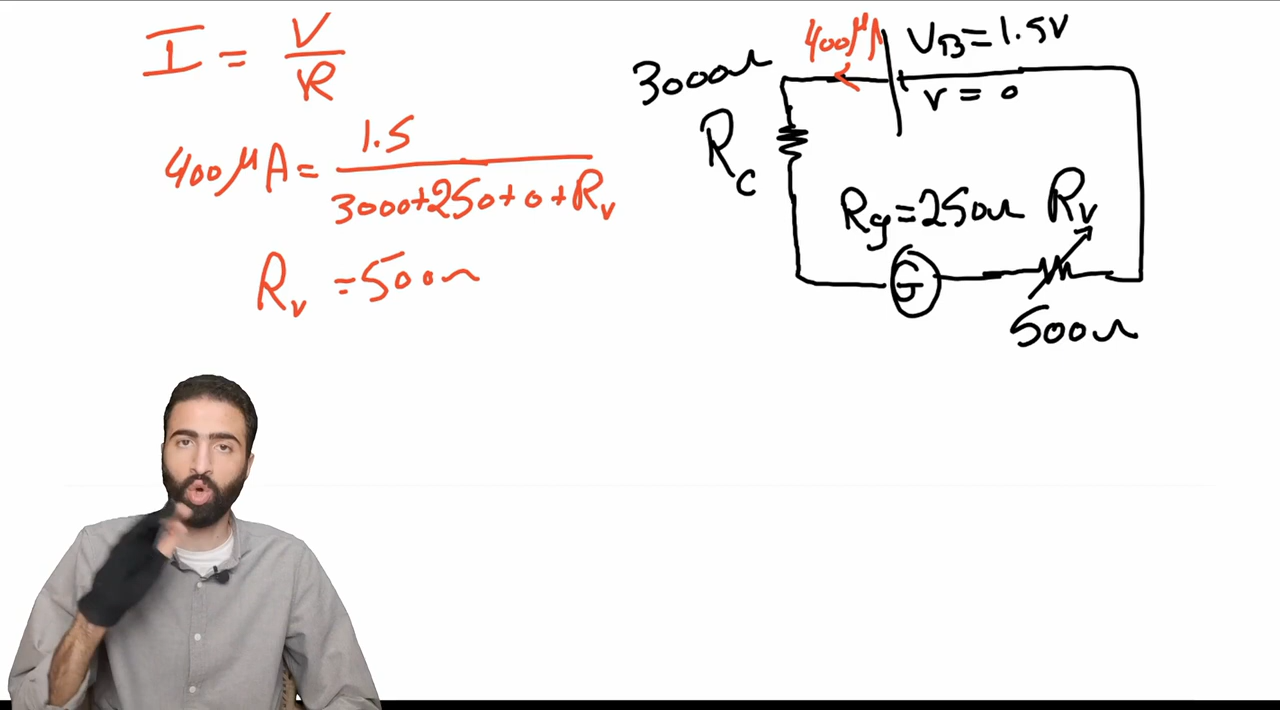 I = V/R
400μA = 1.5 / 3000+250+0+Rv
Rv = 500Ω
400μA
VB = 1.5V
r = 0
3000Ω
Rc
Rg = 250Ω
Rv
G
500Ω